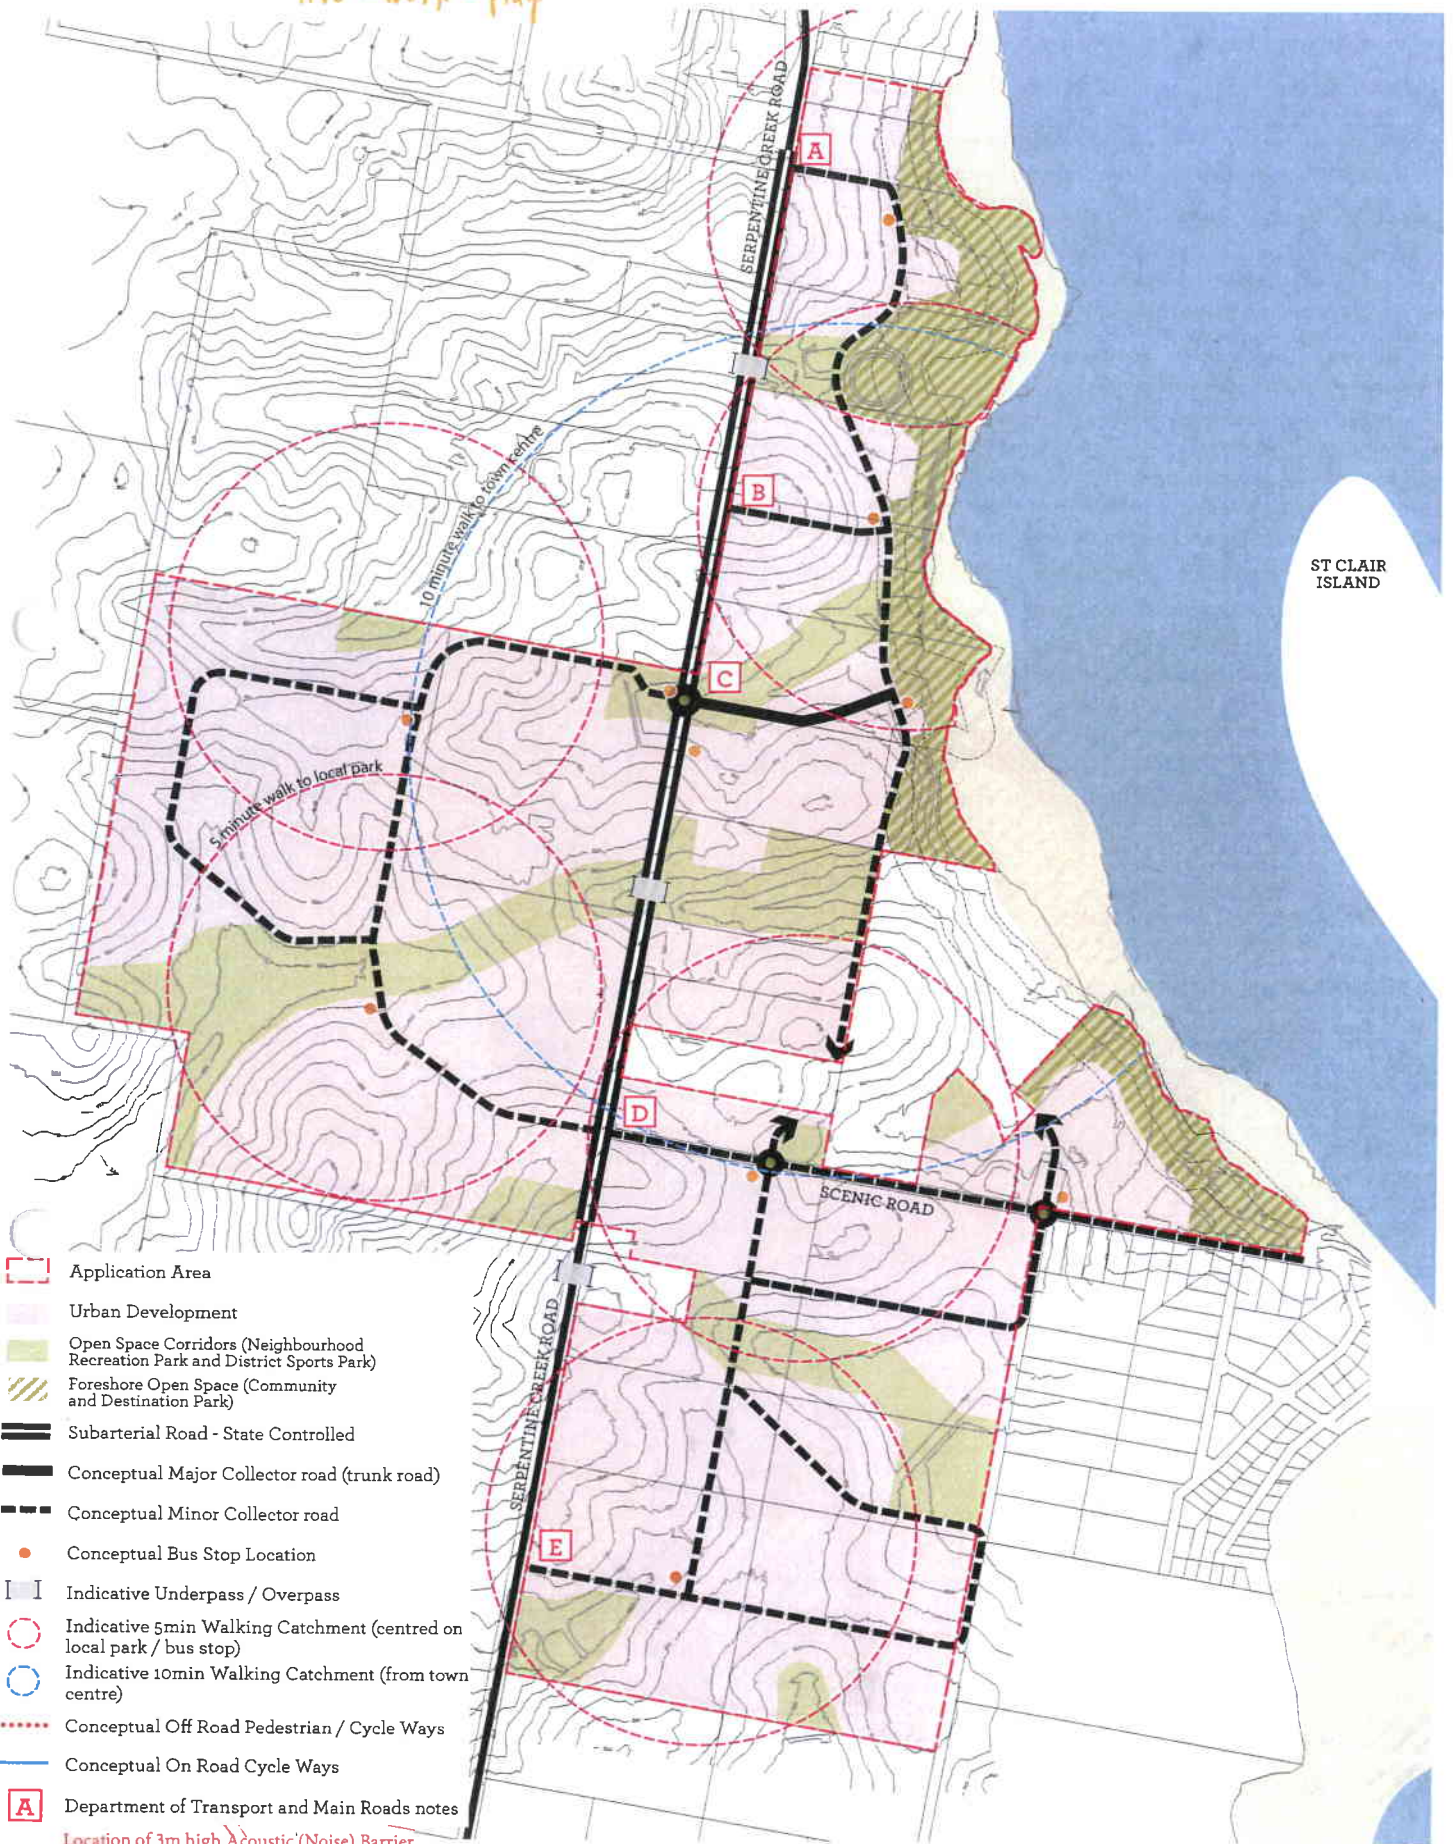 SERPENTINE CREEK ROAD
A
10 minute walk to town centre
B
ST CLAIR
ISLAND
C
5 minute walk to local park
D
SCENIC ROAD
SERPENTINE CREEK ROAD
E
Application Area
Urban Development
Open Space Corridors (Neighbourhood
Recreation Park and District Sports Park)
Foreshore Open Space (Community
and Destination Park)
Subarterial Road - State Controlled
Conceptual Major Collector road (trunk road)
Conceptual Minor Collector road
Conceptual Bus Stop Location
Indicative Underpass / Overpass
Indicative 5min Walking Catchment (centred on
local park / bus stop)
Indicative 10min Walking Catchment (from town
centre)
Conceptual Off Road Pedestrian / Cycle Ways
Conceptual On Road Cycle Ways
A Department of Transport and Main Roads notes
Location of 3m high Acoustic (Noise) Barrier